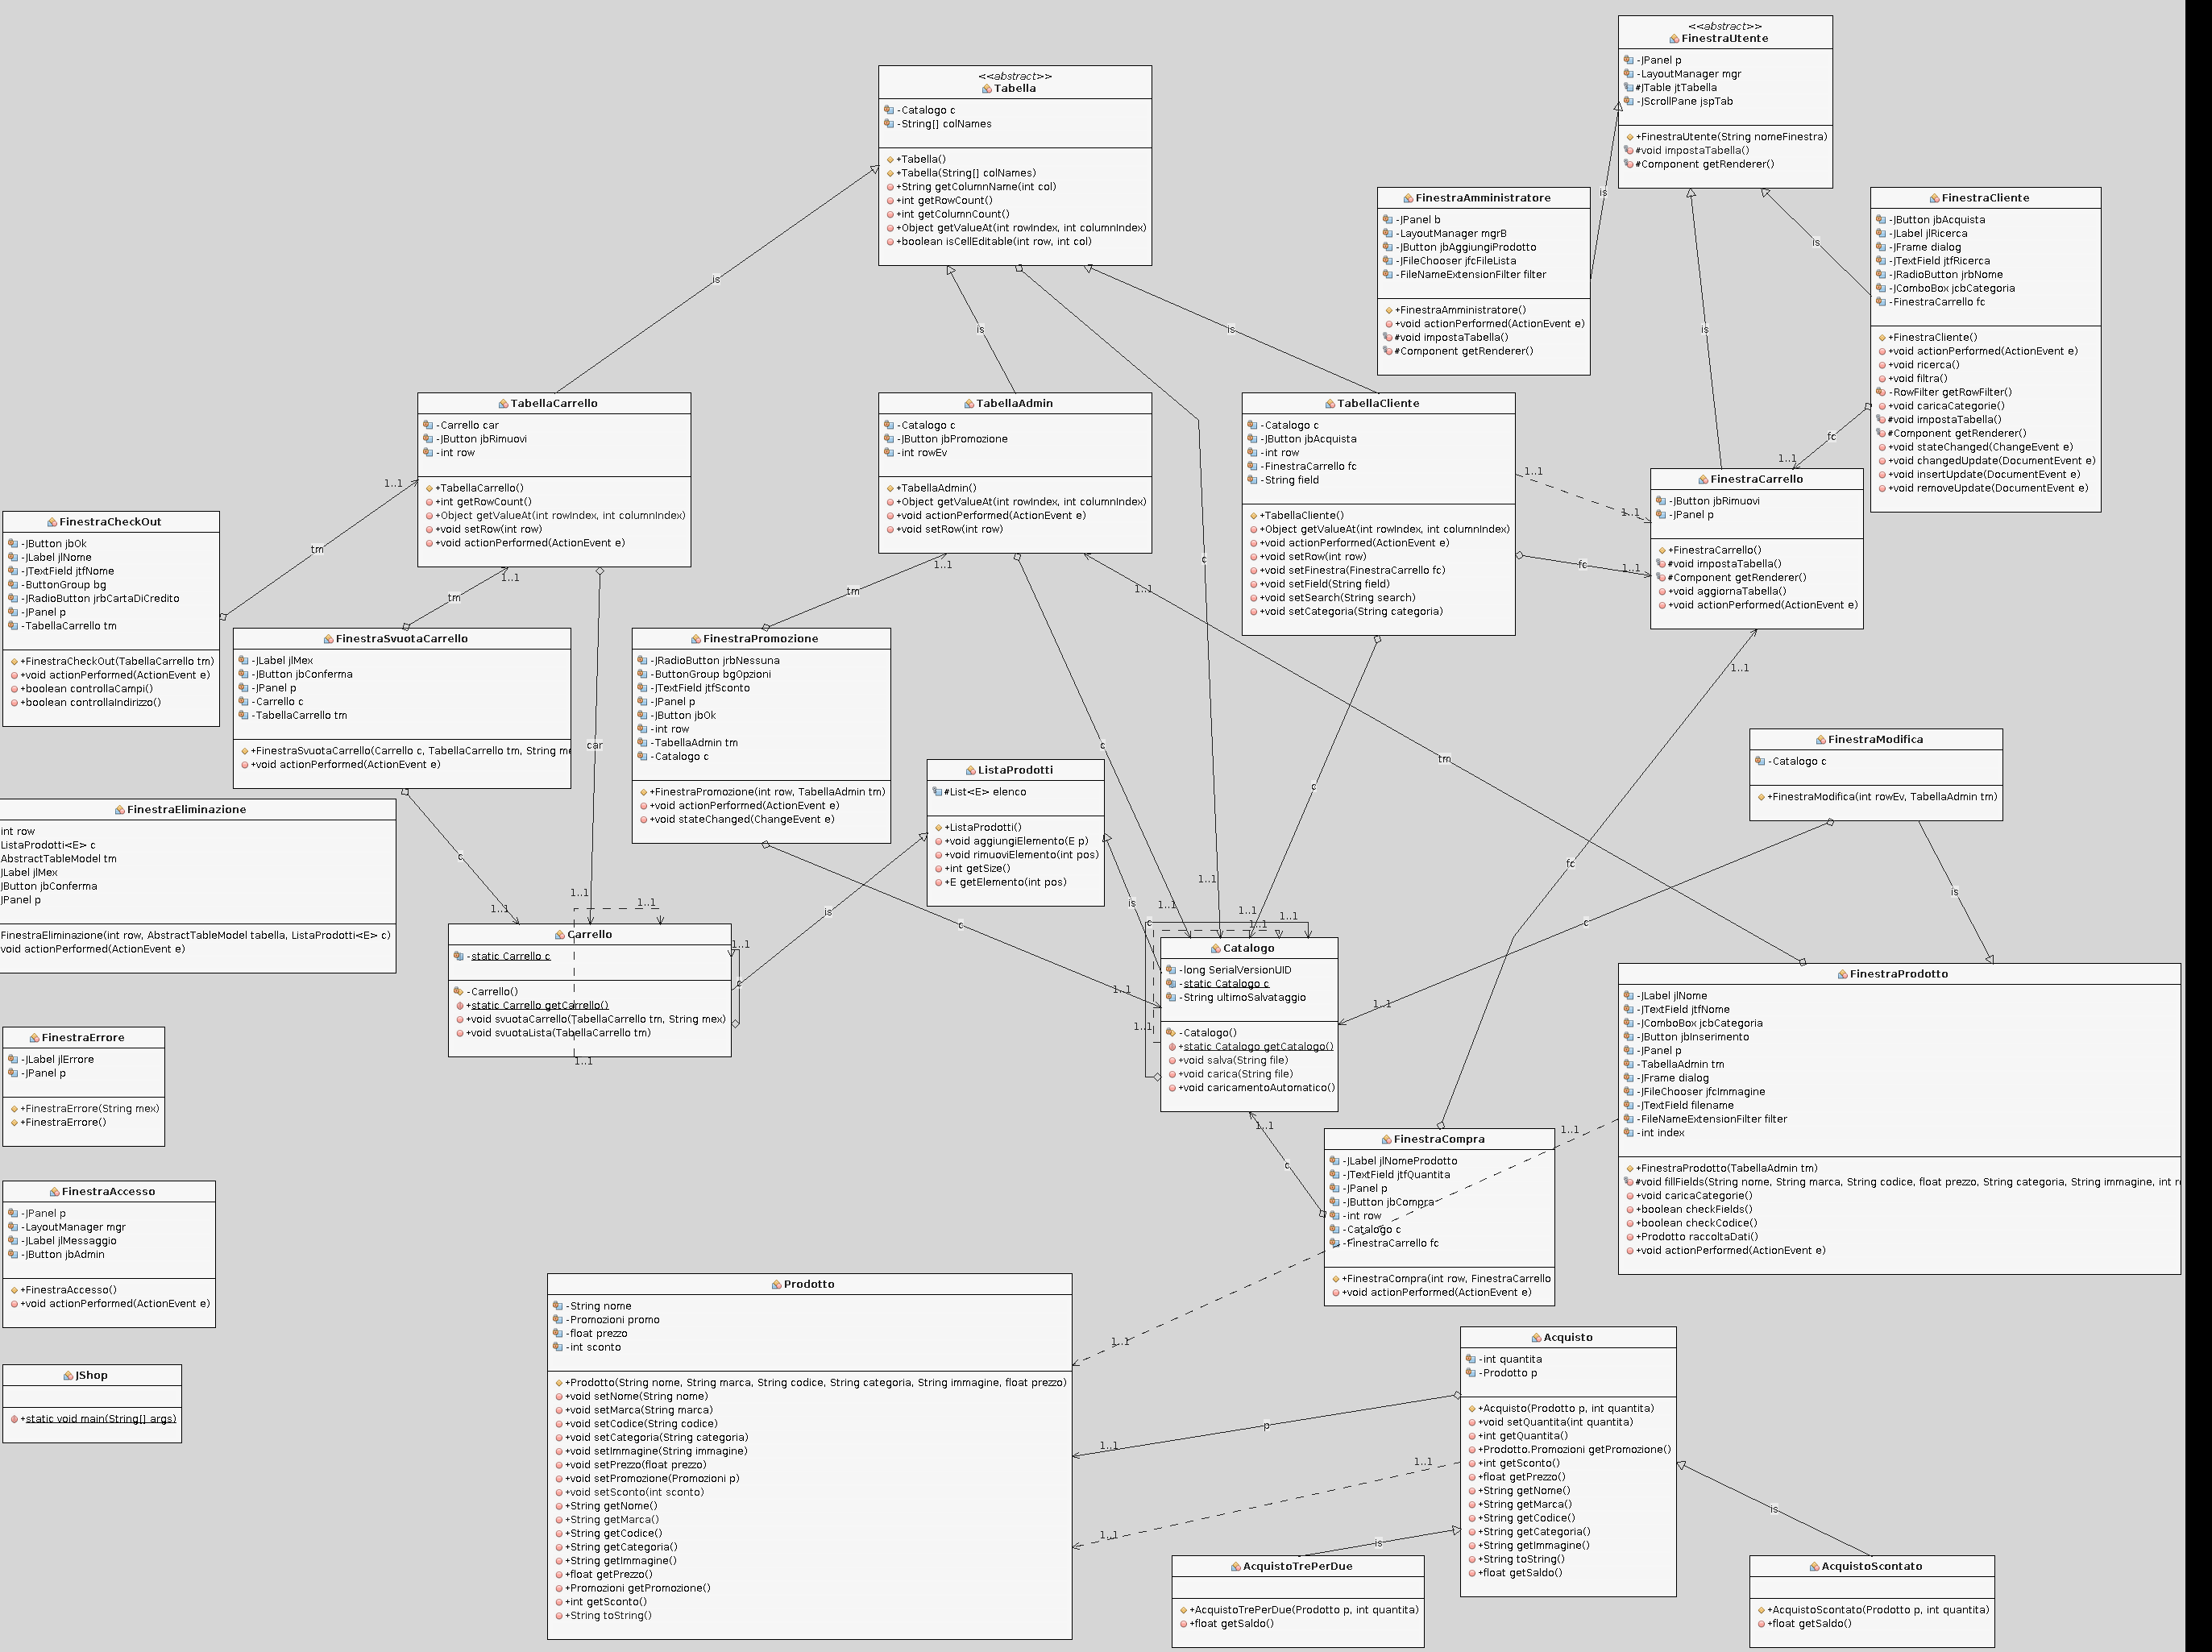 <<abstract>>
FinestraUtente
-JPanel p
-LayoutManager mgr
#JTable jtTabella
-JScrollPane jspTab
+FinestraUtente(String nomeFinestra)
#void impostaTabella()
#Component getRenderer()
<<abstract>>
Tabella
-Catalogo c
-String[] colNames
+Tabella()
+Tabella(String[] colNames)
+String getColumnName(int col)
+int getRowCount()
+int getColumnCount()
+Object getValueAt(int rowIndex, int columnIndex)
+boolean isCellEditable(int row, int col)
FinestraAmministratore
-JPanel b
-LayoutManager mgrB
-JButton jbAggiungiProdotto
-JFileChooser jfcFileLista
-FileNameExtensionFilter filter
+FinestraAmministratore()
+void actionPerformed(ActionEvent e)
#void impostaTabella()
#Component getRenderer()
FinestraCliente
-JButton jbAcquista
-JLabel jlRicerca
-JFrame dialog
-JTextField jtfRicerca
-JRadioButton jrbNome
-JComboBox jcbCategoria
-FinestraCarrello fc
+FinestraCliente()
+void actionPerformed(ActionEvent e)
+void ricerca()
+void filtra()
-RowFilter getRowFilter()
+void caricaCategorie()
#void impostaTabella()
#Component getRenderer()
+void stateChanged(ChangeEvent e)
+void changedUpdate(DocumentEvent e)
+void insertUpdate(DocumentEvent e)
+void removeUpdate(DocumentEvent e)
is
is
is
is
is
is
TabellaCarrello
-Carrello car
-JButton jbRimuovi
-int row
+TabellaCarrello()
+int getRowCount()
+Object getValueAt(int rowIndex, int columnIndex)
+void setRow(int row)
+void actionPerformed(ActionEvent e)
TabellaAdmin
-Catalogo c
-JButton jbPromozione
-int rowEv
+TabellaAdmin()
+Object getValueAt(int rowIndex, int columnIndex)
+void actionPerformed(ActionEvent e)
+void setRow(int row)
TabellaCliente
-Catalogo c
-JButton jbAcquista
-int row
-FinestraCarrello fc
-String field
+TabellaCliente()
+Object getValueAt(int rowIndex, int columnIndex)
+void actionPerformed(ActionEvent e)
+void setRow(int row)
+void setFinestra(FinestraCarrello fc)
+void setField(String field)
+void setSearch(String search)
+void setCategoria(String categoria)
FinestraCarrello
-JButton jbRimuovi
-JPanel p
+FinestraCarrello()
#void impostaTabella()
#Component getRenderer()
+void aggiornaTabella()
+void actionPerformed(ActionEvent e)
fc
1..1
1..1
1..1
fc
1..1
1..1
1..1
tm
1..1
tm
1..1
tm
1..1
c
FinestraCheckOut
-JButton jbOk
-JLabel jlNome
-JTextField jtfNome
-ButtonGroup bg
-JRadioButton jrbCartaDiCredito
-JPanel p
-TabellaCarrello tm
+FinestraCheckOut(TabellaCarrello tm)
+void actionPerformed(ActionEvent e)
+boolean controllaCampi()
+boolean controllaIndirizzo()
FinestraSvuotaCarrello
-JLabel jlMex
-JButton jbConferma
-JPanel p
-Carrello c
-TabellaCarrello tm
+FinestraSvuotaCarrello(Carrello c, TabellaCarrello tm, String me
+void actionPerformed(ActionEvent e)
FinestraPromozione
-JRadioButton jrbNessuna
-ButtonGroup bgOpzioni
-JTextField jtfSconto
-JPanel p
-JButton jbOk
-int row
-TabellaAdmin tm
-Catalogo c
+FinestraPromozione(int row, TabellaAdmin tm)
+void actionPerformed(ActionEvent e)
+void stateChanged(ChangeEvent e)
ListaProdotti
#List<E> elenco
+ListaProdotti()
+void aggiungiElemento(E p)
+void rimuoviElemento(int pos)
+int getSize()
+E getElemento(int pos)
FinestraModifica
-Catalogo c
+FinestraModifica(int rowEv, TabellaAdmin tm)
car
c
c
tm
fc
FinestraEliminazione
int row
ListaProdotti<E> c
AbstractTableModel tm
JLabel jlMex
JButton jbConferma
JPanel p
FinestraEliminazione(int row, AbstractTableModel tabella, ListaProdotti<E> c)
void actionPerformed(ActionEvent e)
c
1..1
1..1
1..1
1..1
is
is
c
1..1
1..1
1..1
1..1
1..1
1..1
1..1
c
c
c
1..1
is
Carrello
-static Carrello c
-Carrello()
+static Carrello getCarrello()
+void svuotaCarrello(TabellaCarrello tm, String mex)
+void svuotaLista(TabellaCarrello tm)
1..1
Catalogo
-long SerialVersionUID
-static Catalogo c
-String ultimoSalvataggio
-Catalogo()
+static Catalogo getCatalogo()
+void salva(String file)
+void carica(String file)
+void caricamentoAutomatico()
1..1
c
FinestraProdotto
-JLabel jlNome
-JTextField jtfNome
-JComboBox jcbCategoria
-JButton jbInserimento
-JPanel p
-TabellaAdmin tm
-JFrame dialog
-JFileChooser jfcImmagine
-JTextField filename
-FileNameExtensionFilter filter
-int index
+FinestraProdotto(TabellaAdmin tm)
#void fillFields(String nome, String marca, String codice, float prezzo, String categoria, String immagine, int r
+void caricaCategorie()
+boolean checkFields()
+boolean checkCodice()
+Prodotto raccoltaDati()
+void actionPerformed(ActionEvent e)
FinestraErrore
-JLabel jlErrore
-JPanel p
+FinestraErrore(String mex)
+FinestraErrore()
FinestraCompra
-JLabel jlNomeProdotto
-JTextField jtfQuantita
-JPanel p
-JButton jbCompra
-int row
-Catalogo c
-FinestraCarrello fc
+FinestraCompra(int row, FinestraCarrello
+void actionPerformed(ActionEvent e)
1..1
1..1
FinestraAccesso
-JPanel p
-LayoutManager mgr
-JLabel jlMessaggio
-JButton jbAdmin
+FinestraAccesso()
+void actionPerformed(ActionEvent e)
JShop
+static void main(String[] args)
Prodotto
-String nome
-Promozioni promo
-float prezzo
-int sconto
+Prodotto(String nome, String marca, String codice, String categoria, String immagine, float prezzo)
+void setNome(String nome)
+void setMarca(String marca)
+void setCodice(String codice)
+void setCategoria(String categoria)
+void setImmagine(String immagine)
+void setPrezzo(float prezzo)
+void setPromozione(Promozioni p)
+void setSconto(int sconto)
+String getNome()
+String getMarca()
+String getCodice()
+String getCategoria()
+String getImmagine()
+float getPrezzo()
+Promozioni getPromozione()
+int getSconto()
+String toString()
p
1..1
1..1
1..1
Acquisto
-int quantita
-Prodotto p
+Acquisto(Prodotto p, int quantita)
+void setQuantita(int quantita)
+int getQuantita()
+Prodotto.Promozioni getPromozione()
+int getSconto()
+float getPrezzo()
+String getNome()
+String getMarca()
+String getCodice()
+String getCategoria()
+String getImmagine()
+String toString()
+float getSaldo()
is
is
AcquistoTrePerDue
+AcquistoTrePerDue(Prodotto p, int quantita)
+float getSaldo()
AcquistoScontato
+AcquistoScontato(Prodotto p, int quantita)
+float getSaldo()